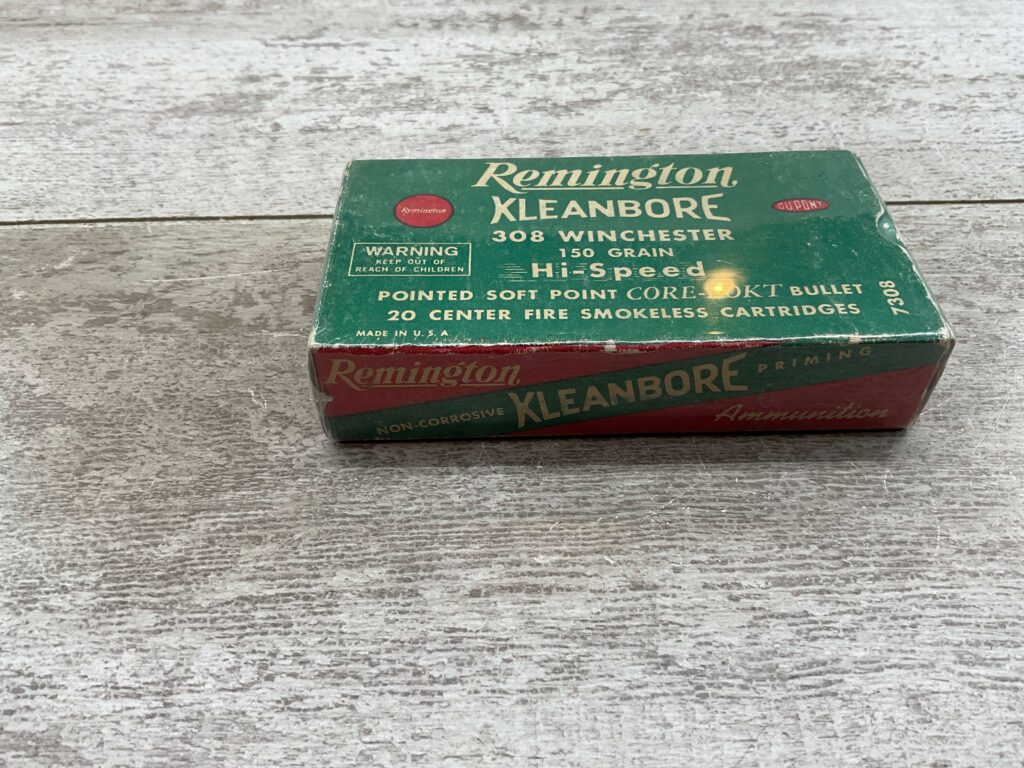 Remington
KLEANBORE
Remington
DUPONT
308 WINCHESTER
150 GRAIN
WARNING
KEEP OUT OF
REACH OF CHILDREN
Hi-Speed
POINTED SOFT POINT CORE-LOKT BULLET
20 CENTER FIRE SMOKELESS CARTRIDGES
7308
MADE IN U.S.A
Remington
NON-CORROSIVE KLEANBORE PRIMING
Ammunition